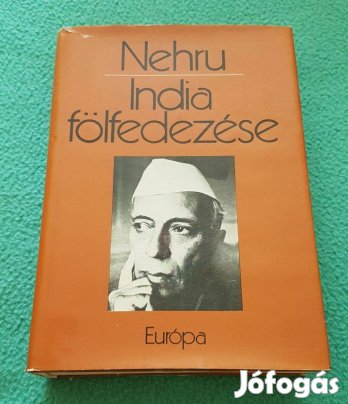 Nehru
India
fölfedezése
Európa
Jófogás